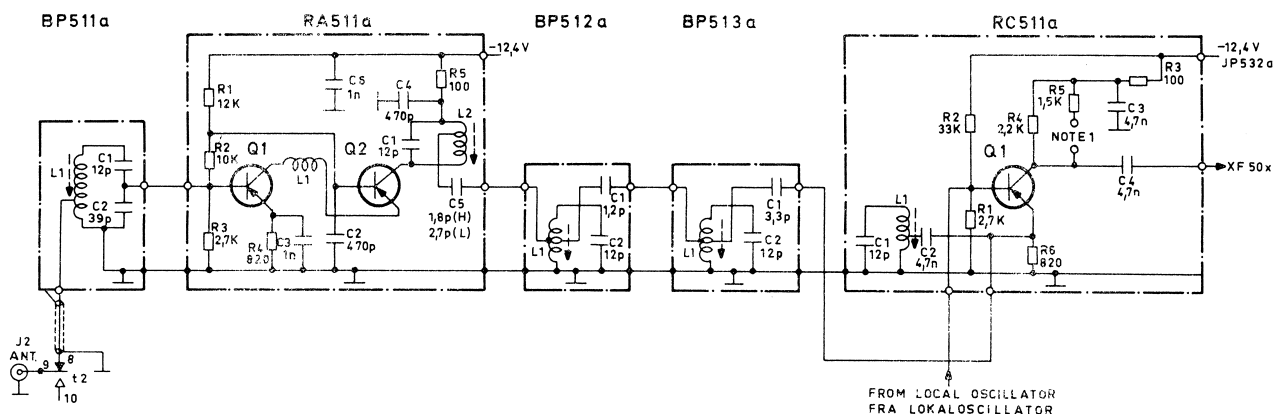 BP511a
RA511a
BP512a
BP513a
RC511a
L1
C1
12p
C2
39p
J2
ANT.
9
8
t2
10
R1
12K
R2
10K
R3
2,7K
Q1
R4
820
C3
1n
L1
C6
1n
C4
470p
C2
470p
Q2
C1
12p
R5
100
L2
C5
1,8p(H)
2,7p(L)
-12,4V
L1
C1
1,2p
C2
12p
L1
C1
3,3p
C2
12p
C1
12p
L1
C2
4,7n
R2
33K
R1
2,7K
Q1
R4
2,2K
R5
1,5K
NOTE 1
C3
4,7n
R3
100
R6
820
C4
4,7n
-12,4V
JP532a
XF50x
FROM LOCAL OSCILLATOR
FRA LOKALOSCILLATOR